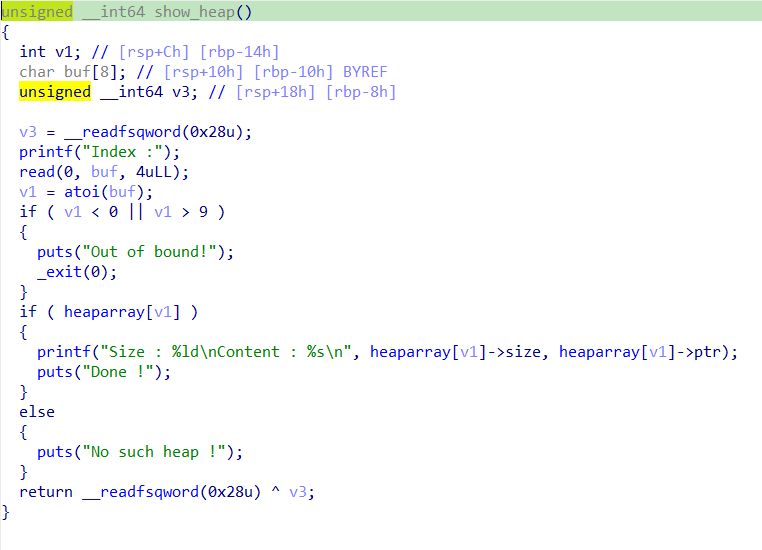 unsigned __int64 show_heap()
{
  int v1; // [rsp+Ch] [rbp-14h]
  char buf[8]; // [rsp+10h] [rbp-10h] BYREF
  unsigned __int64 v3; // [rsp+18h] [rbp-8h]

  v3 = __readfsqword(0x28u);
  printf("Index :");
  read(0, buf, 4uLL);
  v1 = atoi(buf);
  if ( v1 < 0 || v1 > 9 )
  {
    puts("Out of bound!");
    _exit(0);
  }
  if ( heaparray[v1] )
  {
    printf("Size : %ld\nContent : %s\n", heaparray[v1]->size, heaparray[v1]->ptr);
    puts("Done !");
  }
  else
  {
    puts("No such heap !");
  }
  return __readfsqword(0x28u) ^ v3;
}